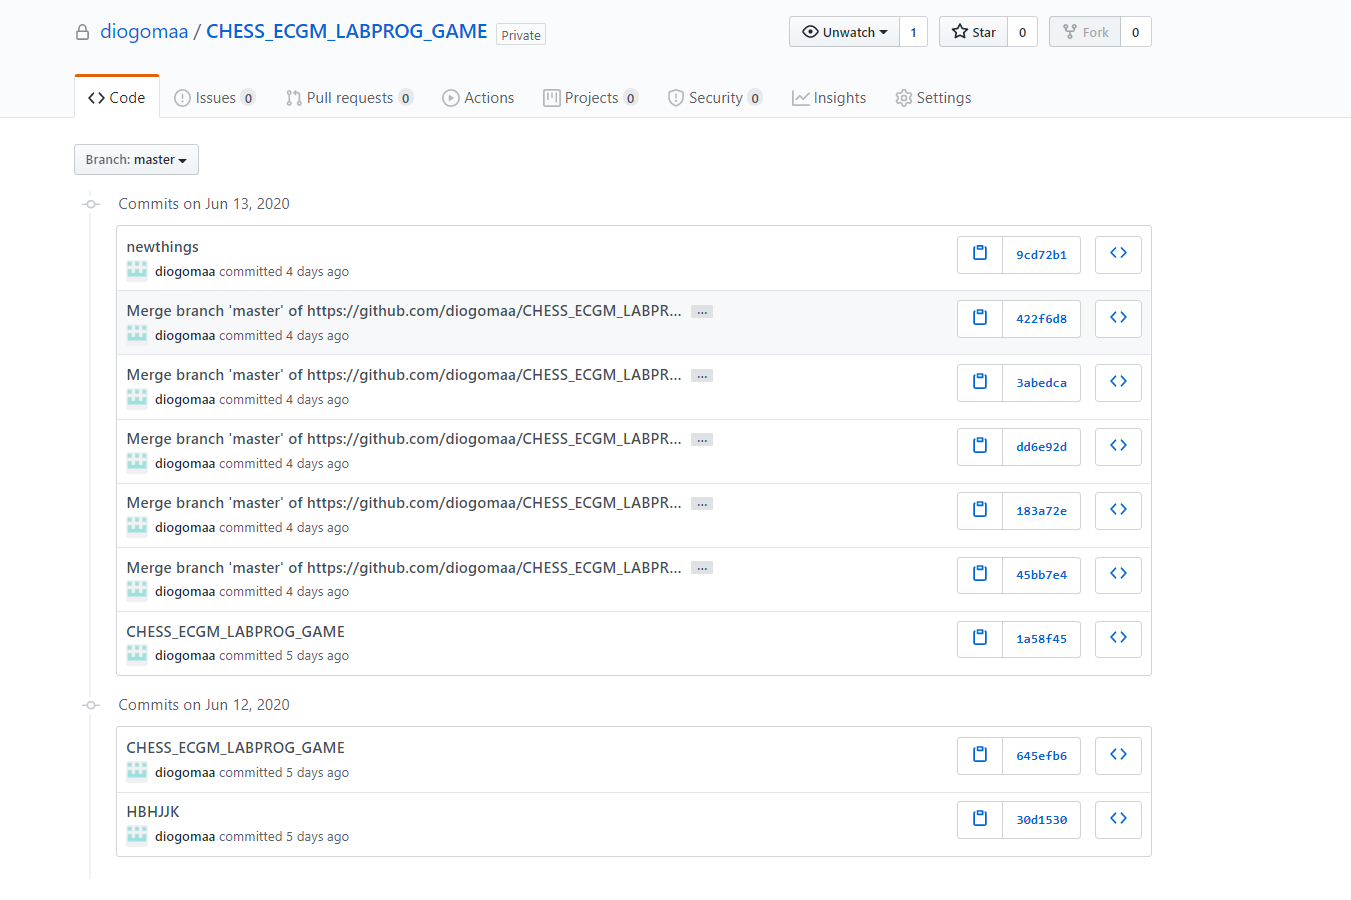 diogomaa / CHESS_ECGM_LABPROG_GAME Private Unwatch 1 Star 0 Fork 0
Code Issues 0 Pull requests 0 Actions Projects 0 Security 0 Insights Settings
Branch: master
Commits on Jun 13, 2020
newthings
diogomaa committed 4 days ago
9cd72b1
Merge branch 'master' of https://github.com/diogomaa/CHESS_ECGM_LABPR... ...
diogomaa committed 4 days ago
422f6d8
Merge branch 'master' of https://github.com/diogomaa/CHESS_ECGM_LABPR... ...
diogomaa committed 4 days ago
3abedca
Merge branch 'master' of https://github.com/diogomaa/CHESS_ECGM_LABPR... ...
diogomaa committed 4 days ago
dd6e92d
Merge branch 'master' of https://github.com/diogomaa/CHESS_ECGM_LABPR... ...
diogomaa committed 4 days ago
183a72e
Merge branch 'master' of https://github.com/diogomaa/CHESS_ECGM_LABPR... ...
diogomaa committed 4 days ago
45bb7e4
CHESS_ECGM_LABPROG_GAME
diogomaa committed 5 days ago
1a58f45
Commits on Jun 12, 2020
CHESS_ECGM_LABPROG_GAME
diogomaa committed 5 days ago
645efb6
HBHJJK
diogomaa committed 5 days ago
30d1530